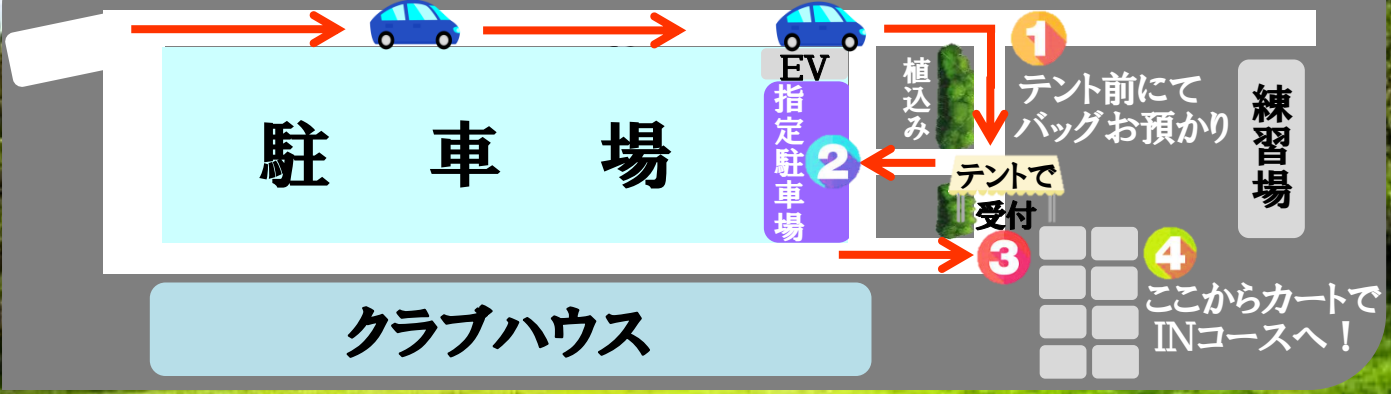 駐車場
EV
指定駐車場
2
植込み
1
テント前にて
バッグお預かり
練習場
テントで
受付
3
4
ここからカートで
INコースへ！
クラブハウス